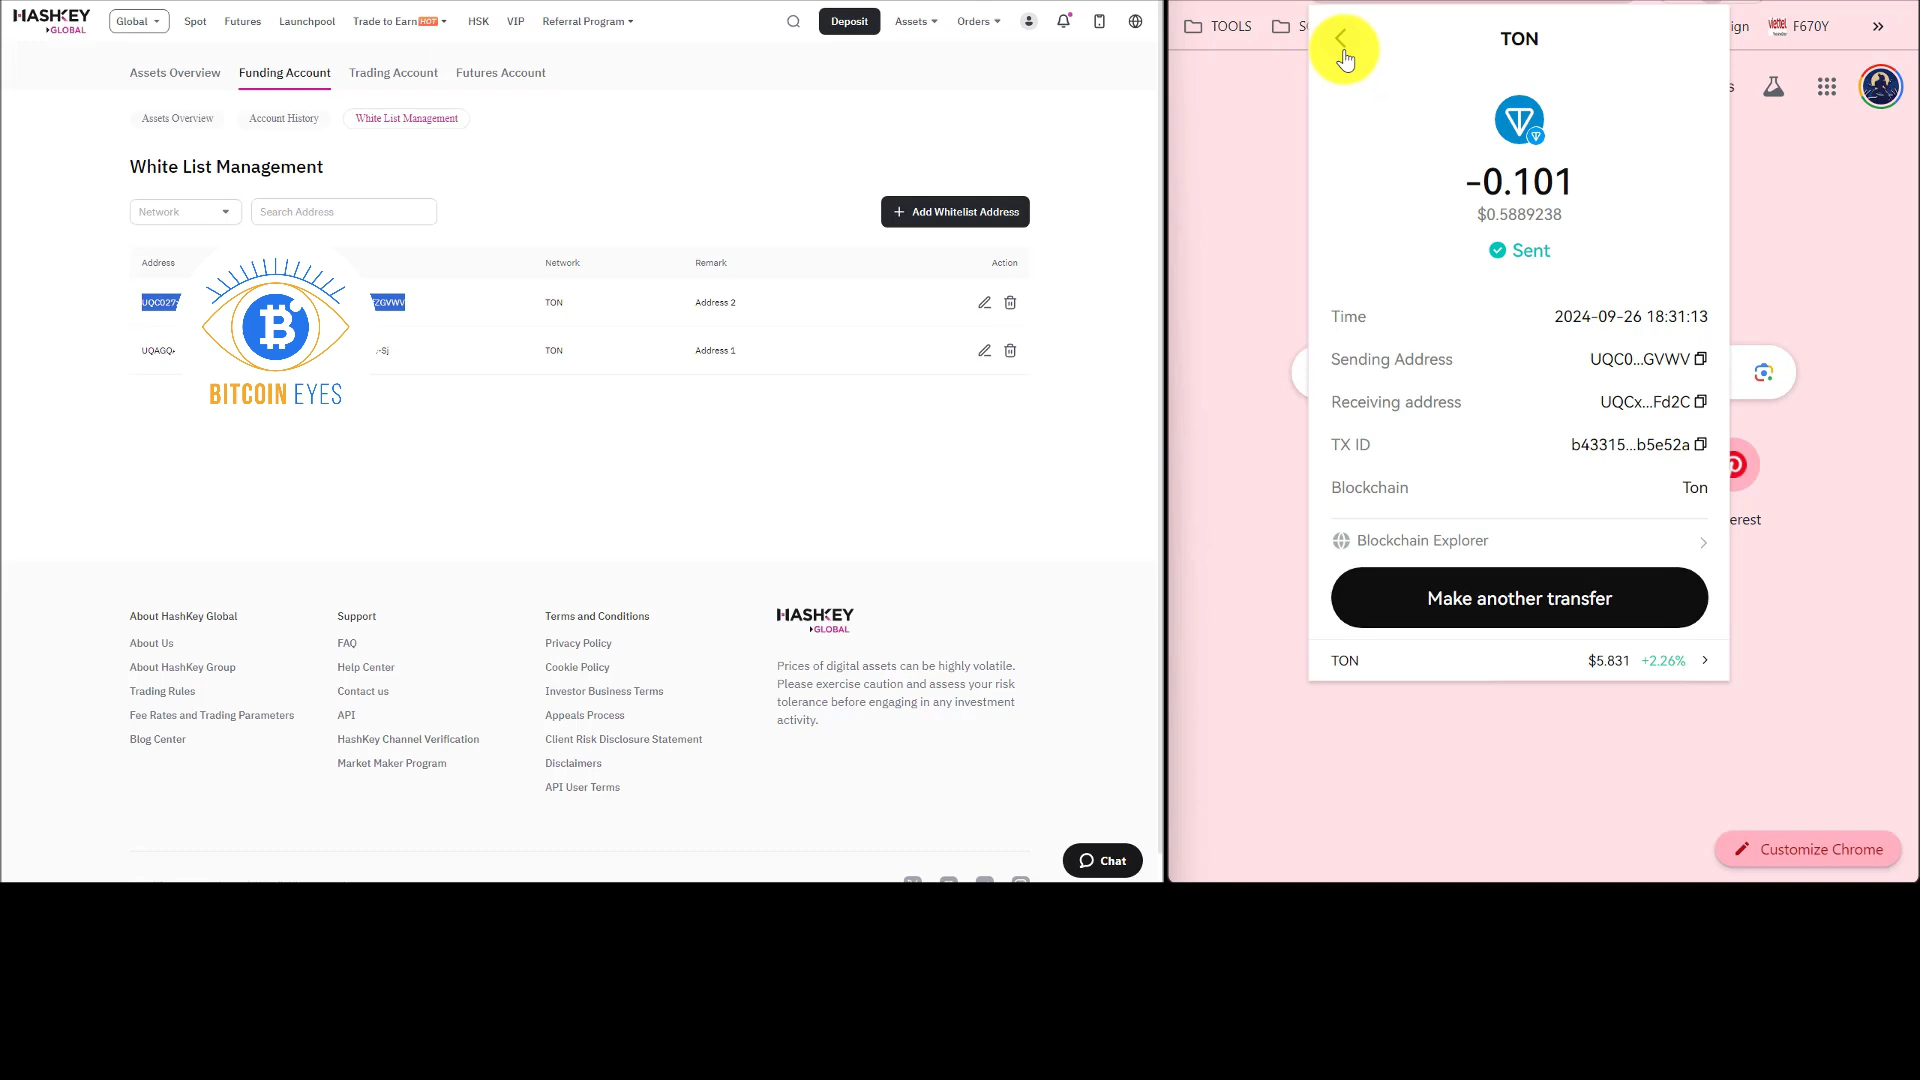 HASHKEY
GLOBAL
Global
Spot
Futures
Launchpool
Trade to Earn HOT
HSK
VIP
Referral Program
Deposit
Assets
Orders
Assets Overview
Funding Account
Trading Account
Futures Account
Assets Overview
Account History
White List Management
White List Management
Network
Search Address
+ Add Whitelist Address
Address
Network
Remark
Action
UQC027
ZGVWV
TON
Address 2
UQAGQ
-Sj
TON
Address 1
BITCOIN EYES
About HashKey Global
About Us
About HashKey Group
Trading Rules
Fee Rates and Trading Parameters
Blog Center
Support
FAQ
Help Center
Contact us
API
HashKey Channel Verification
Market Maker Program
Terms and Conditions
Privacy Policy
Cookie Policy
Investor Business Terms
Appeals Process
Client Risk Disclosure Statement
Disclaimers
API User Terms
HASHKEY
GLOBAL
Prices of digital assets can be highly volatile.
Please exercise caution and assess your risk
tolerance before engaging in any investment
activity.
Chat
TOOLS
ign
viettel
F670Y
TON
-0.101
$0.5889238
Sent
Time
2024-09-26 18:31:13
Sending Address
UQC0...GVWV
Receiving address
UQCx...Fd2C
TX ID
b43315...b5e52a
Blockchain
Ton
Blockchain Explorer
Make another transfer
TON
$5.831
+2.26%
erest
Customize Chrome